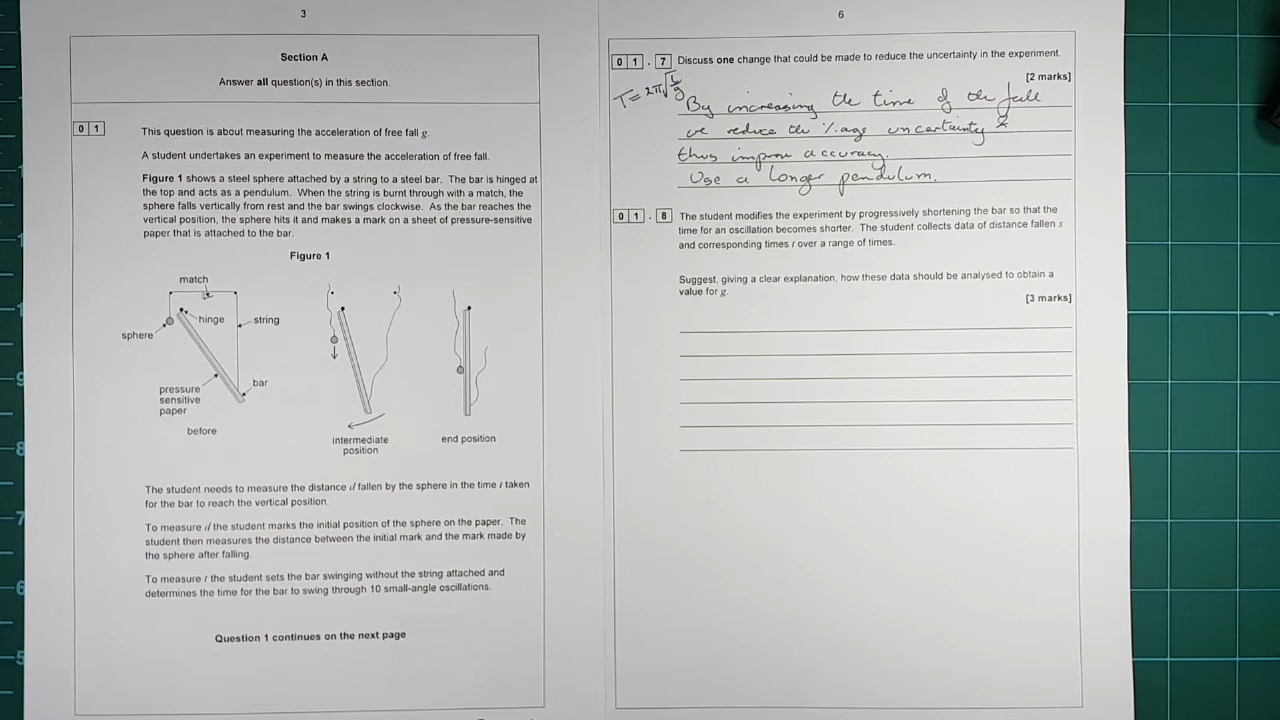 3
Section A
Answer all question(s) in this section.
0 1
This question is about measuring the acceleration of free fall g.
A student undertakes an experiment to measure the acceleration of free fall.
Figure 1 shows a steel sphere attached by a string to a steel bar. The bar is hinged at
the top and acts as a pendulum. When the string is burnt through with a match, the
sphere falls vertically from rest and the bar swings clockwise. As the bar reaches the
vertical position, the sphere hits it and makes a mark on a sheet of pressure-sensitive
paper that is attached to the bar.
Figure 1
match
hinge
string
sphere
bar
pressure
sensitive
paper
before
intermediate
position
end position
The student needs to measure the distance d fallen by the sphere in the time t taken
for the bar to reach the vertical position.
To measure d the student marks the initial position of the sphere on the paper. The
student then measures the distance between the initial mark and the mark made by
the sphere after falling.
To measure t the student sets the bar swinging without the string attached and
determines the time for the bar to swing through 10 small-angle oscillations.
Question 1 continues on the next page
6
0 1 . 7 Discuss one change that could be made to reduce the uncertainty in the experiment.
[2 marks]
T = 2π√(l/g)
By increasing the time of the fall
we reduce the %age uncertainty &
thus improve accuracy.
Use a longer pendulum.
0 1 . 8 The student modifies the experiment by progressively shortening the bar so that the
time for an oscillation becomes shorter. The student collects data of distance fallen s
and corresponding times t over a range of times.
Suggest, giving a clear explanation, how these data should be analysed to obtain a
value for g.
[3 marks]
9
8
7
6
5